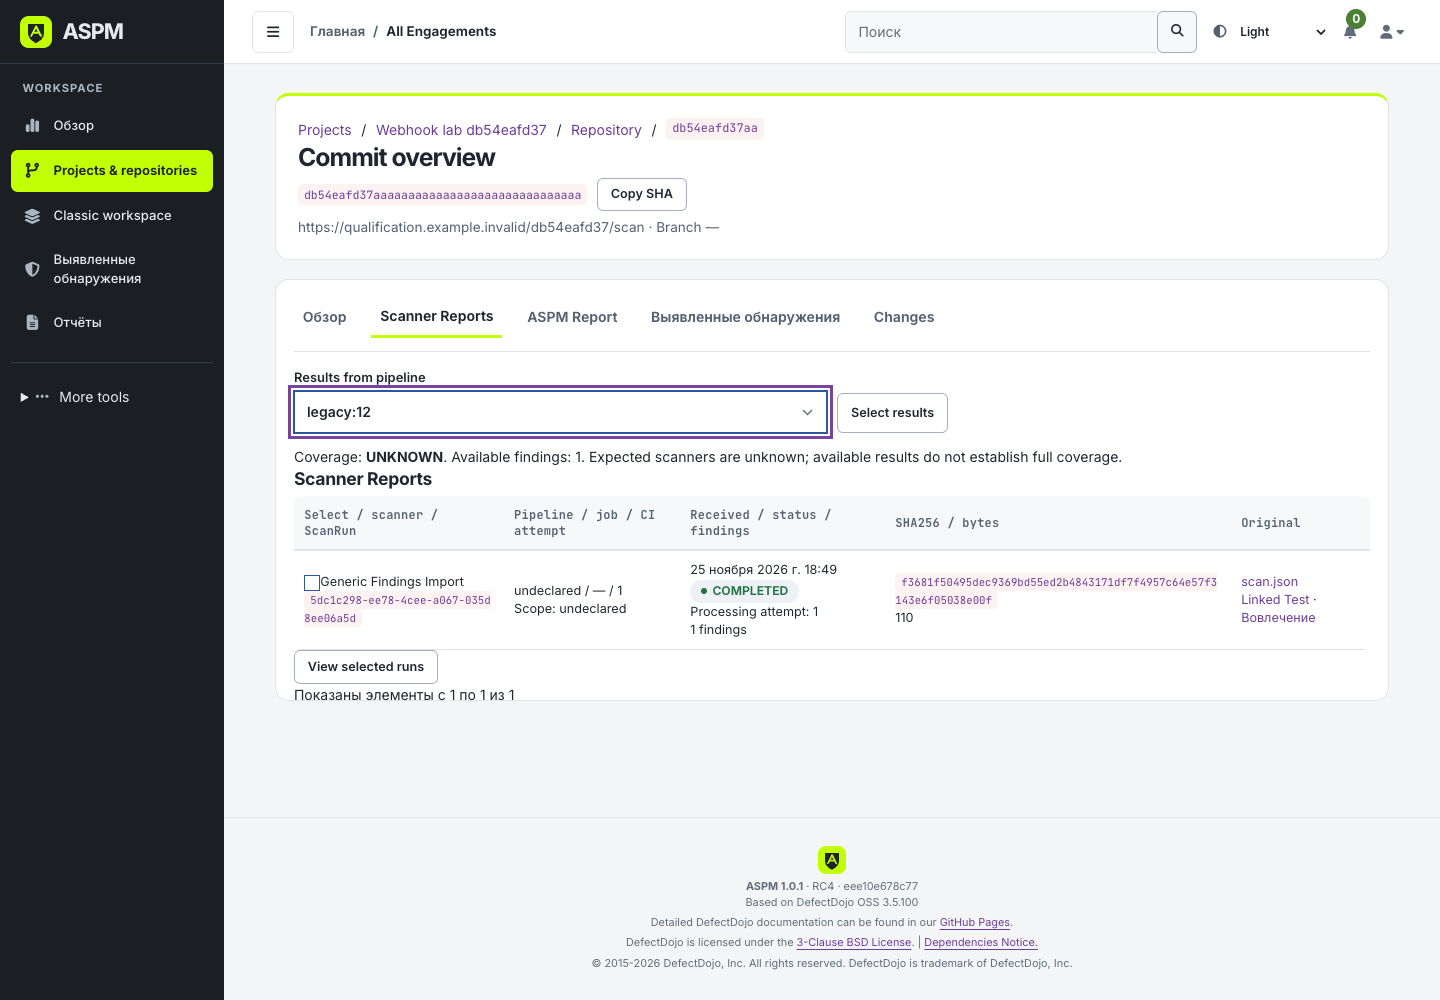 ASPM
Главная / All Engagements
Поиск
Light
0
WORKSPACE
Обзор
Projects & repositories
Classic workspace
Выявленные
обнаружения
Отчёты
More tools
Projects / Webhook lab db54eafd37 / Repository / db54eafd37aa
Commit overview
db54eafd37aaaaaaaaaaaaaaaaaaaaaaaaaaaaaa Copy SHA
https://qualification.example.invalid/db54eafd37/scan · Branch —
Обзор Scanner Reports ASPM Report Выявленные обнаружения Changes
Results from pipeline
legacy:12 Select results
Coverage: UNKNOWN. Available findings: 1. Expected scanners are unknown; available results do not establish full coverage.
Scanner Reports
Select / scanner /
ScanRun
Pipeline / job / CI
attempt
Received / status /
findings
SHA256 / bytes
Original
Generic Findings Import
5dc1c298-ee78-4cee-a067-035d
8ee06a5d
undeclared / — / 1
Scope: undeclared
25 ноября 2026 г. 18:49
COMPLETED
Processing attempt: 1
1 findings
f3681f50495dec9369bd55ed2b4843171df7f4957c64e57f3
143e6f05038e00f
110
scan.json
Linked Test ·
Вовлечение
View selected runs
Показаны элементы с 1 по 1 из 1
ASPM 1.0.1 · RC4 · eee10e678c77
Based on DefectDojo OSS 3.5.100
Detailed DefectDojo documentation can be found in our GitHub Pages.
DefectDojo is licensed under the 3-Clause BSD License. | Dependencies Notice.
© 2015-2026 DefectDojo, Inc. All rights reserved. DefectDojo is trademark of DefectDojo, Inc.